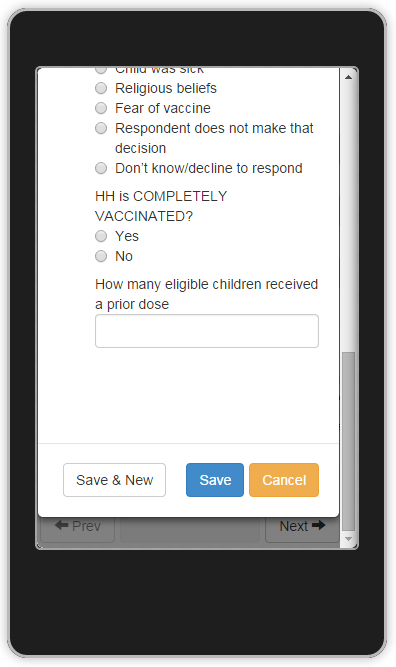 Child was sick
Religious beliefs
Fear of vaccine
Respondent does not make that
decision
Don't know/decline to respond
HH is COMPLETELY
VACCINATED?
Yes
No
How many eligible children received
a prior dose
Save & New
Save
Cancel
Prev
Next